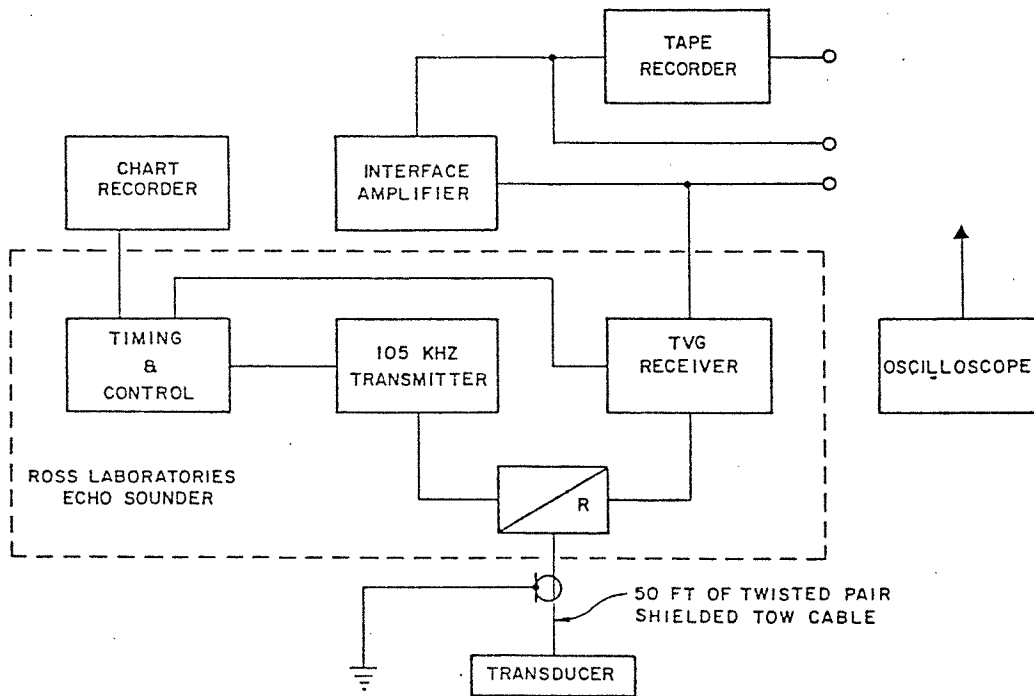 TAPE
RECORDER
CHART
RECORDER
INTERFACE
AMPLIFIER
TIMING
&
CONTROL
105 KHZ
TRANSMITTER
TVG
RECEIVER
OSCILLOSCOPE
ROSS LABORATORIES
ECHO SOUNDER
R
50 FT OF TWISTED PAIR
SHIELDED TOW CABLE
TRANSDUCER